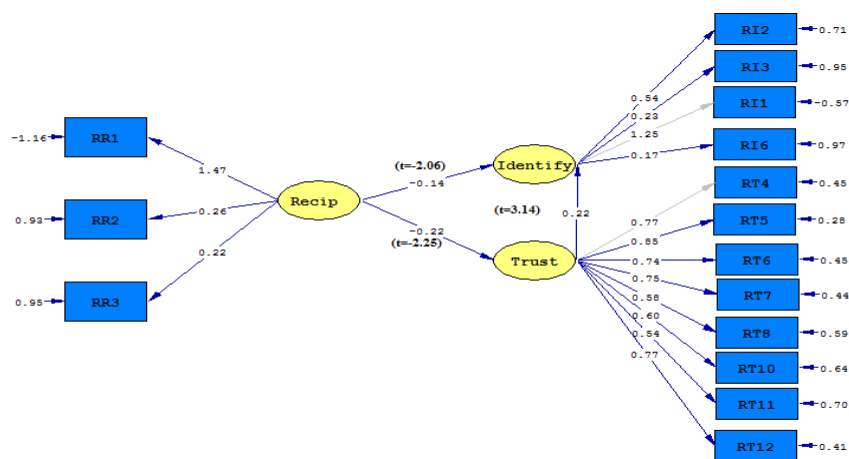 RI2
0.71
RI3
0.95
RI1
-0.57
RI6
0.97
RT4
0.45
RT5
0.28
RT6
0.45
RT7
0.44
RT8
0.59
RT10
0.64
RT11
0.70
RT12
0.41
-1.16
RR1
0.93
RR2
0.95
RR3
1.47
0.26
0.22
Recip
(t=-2.06)
-0.14
-0.22
(t=-2.25)
Identify
(t=3.14)
0.22
Trust
0.54
0.23
1.25
0.17
0.77
0.85
0.74
0.75
0.58
0.60
0.54
0.77